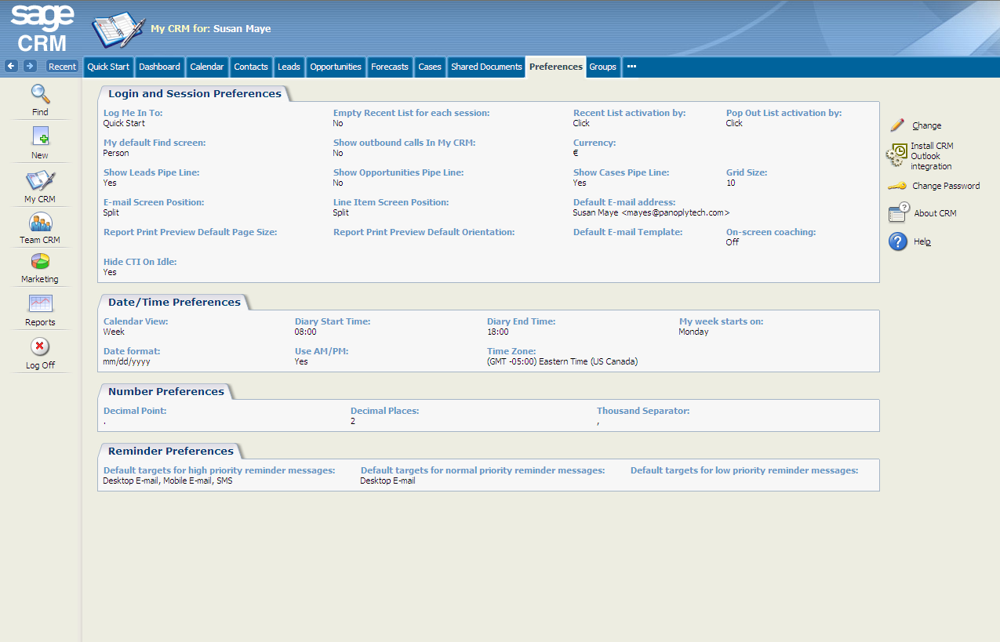 sage
CRM
My CRM for: Susan Maye
Recent
Quick Start
Dashboard
Calendar
Contacts
Leads
Opportunities
Forecasts
Cases
Shared Documents
Preferences
Groups
•••
Find
New
My CRM
Team CRM
Marketing
Reports
Log Off
Login and Session Preferences
Log Me In To:
Quick Start
Empty Recent List for each session:
No
Recent List activation by:
Click
Pop Out List activation by:
Click
My default Find screen:
Person
Show outbound calls In My CRM:
No
Currency:
€
Show Leads Pipe Line:
Yes
Show Opportunities Pipe Line:
No
Show Cases Pipe Line:
Yes
Grid Size:
10
E-mail Screen Position:
Split
Line Item Screen Position:
Split
Default E-mail address:
Susan Maye <mayes@panoplytech.com>
Report Print Preview Default Page Size:
Report Print Preview Default Orientation:
Default E-mail Template:
On-screen coaching:
Off
Hide CTI On Idle:
Yes
Date/Time Preferences
Calendar View:
Week
Diary Start Time:
08:00
Diary End Time:
18:00
My week starts on:
Monday
Date format:
mm/dd/yyyy
Use AM/PM:
Yes
Time Zone:
(GMT -05:00) Eastern Time (US Canada)
Number Preferences
Decimal Point:
.
Decimal Places:
2
Thousand Separator:
,
Reminder Preferences
Default targets for high priority reminder messages:
Desktop E-mail, Mobile E-mail, SMS
Default targets for normal priority reminder messages:
Desktop E-mail
Default targets for low priority reminder messages:
Change
Install CRM
Outlook
integration
Change Password
About CRM
Help